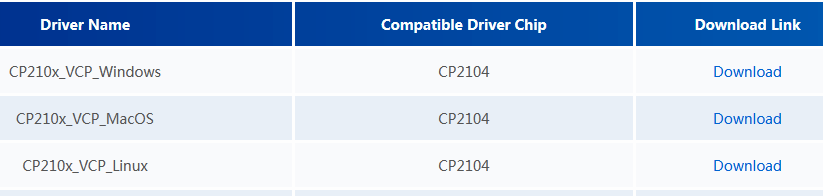 Driver Name Compatible Driver Chip Download Link
CP210x_VCP_Windows CP2104 Download
CP210x_VCP_MacOS CP2104 Download
CP210x_VCP_Linux CP2104 Download